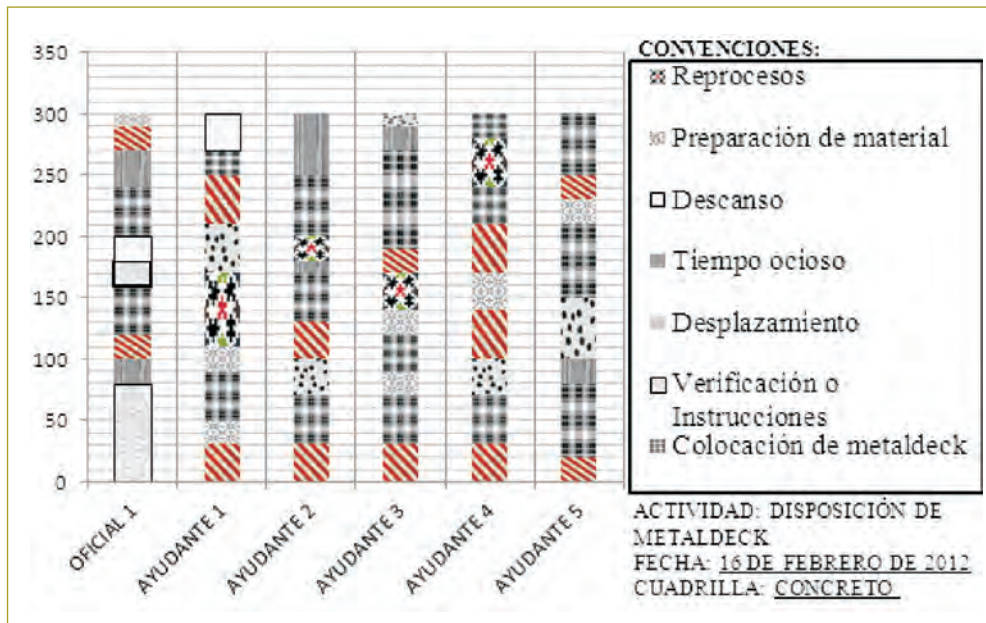 350
300
250
200
150
100
50
0
OFICIAL 1
AYUDANTE 1
AYUDANTE 2
AYUDANTE 3
AYUDANTE 4
AYUDANTE 5
CONVENCIONES:
Reprocesos
Preparación de material
Descanso
Tiempo ocioso
Desplazamiento
Verificación o
Instrucciones
Colocación de metaldeck
ACTIVIDAD: DISPOSICIÓN DE
METALDECK
FECHA: 16 DE FEBRERO DE 2012
CUADRILLA: CONCRETO